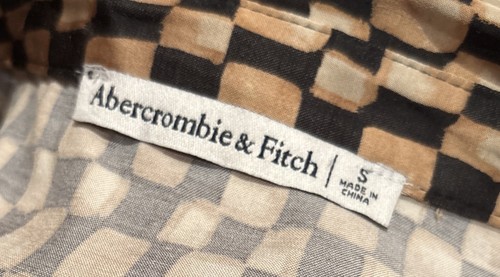 Abercrombie & Fitch
S
MADE IN
CHINA